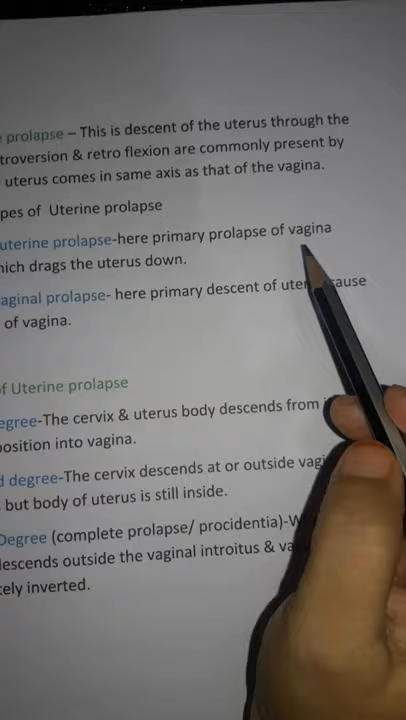 prolapse – This is descent of the uterus through the
troversion & retro flexion are commonly present by
uterus comes in same axis as that of the vagina.
pes of Uterine prolapse
uterine prolapse-here primary prolapse of vagina
hich drags the uterus down.
aginal prolapse- here primary descent of uter cause
of vagina.
of Uterine prolapse
egree-The cervix & uterus body descends from
position into vagina.
d degree-The cervix descends at or outside vagi
but body of uterus is still inside.
Degree (complete prolapse/ procidentia)-W
descends outside the vaginal introitus & va
tely inverted.